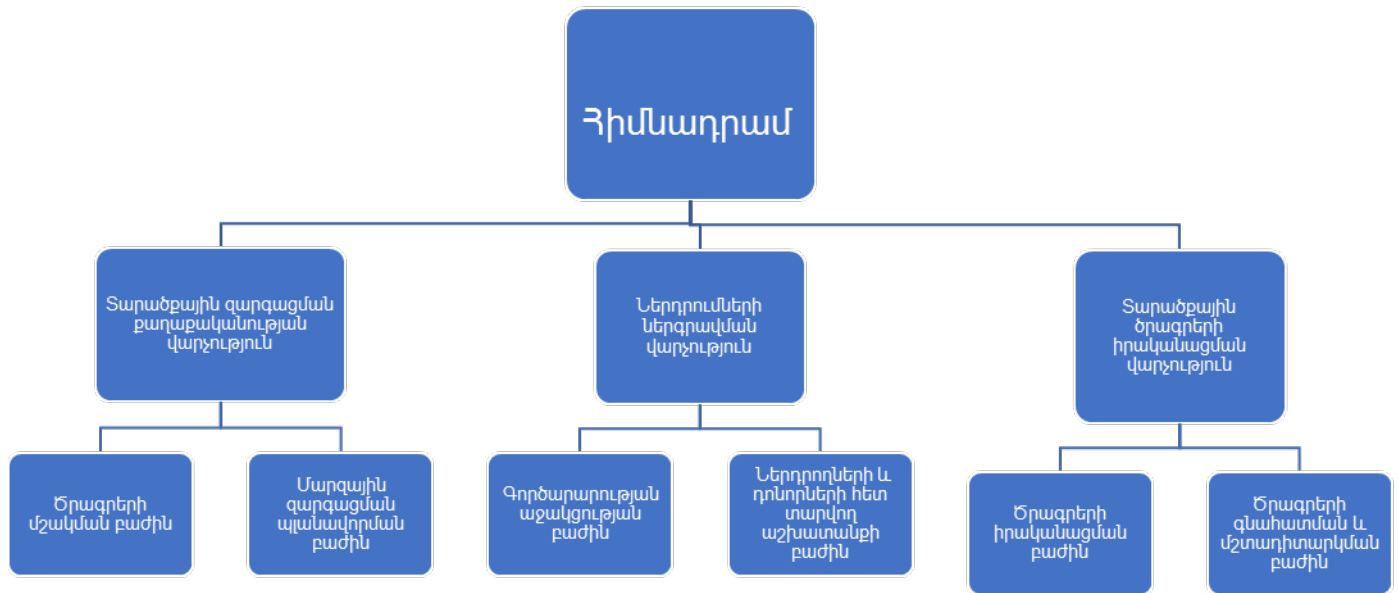 Հիմնադրամ
Տարածքային զարգացման
քաղաքականության
վարչություն
Ներդրումների
ներգրավման
վարչություն
Տարածքային
ծրագրերի
իրականացման
վարչություն
Ծրագրերի
մշակման բաժին
Մարզային
զարգացման
պլանավորման
բաժին
Գործարարության
աջակցության
բաժին
Ներդրողների և
դոնորների հետ
տարվող
աշխատանքի
բաժին
Ծրագրերի
իրականացման
բաժին
Ծրագրերի
գնահատման և
մշտադիտարկման
բաժին